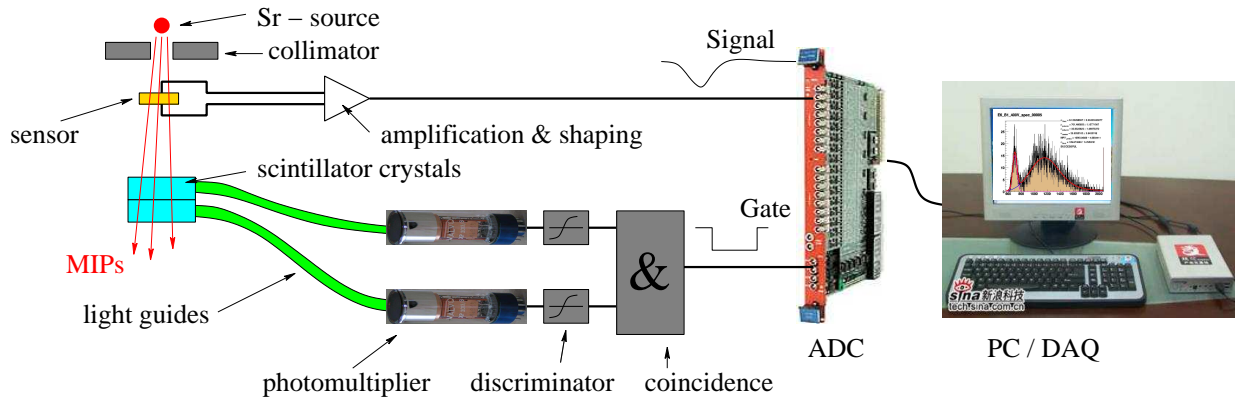 Sr – source
collimator
Signal
sensor
amplification & shaping
scintillator crystals
Gate
&
MIPs
light guides
sina新浪科技
tech.sina.com.cn
ADC
PC / DAQ
photomultiplier
discriminator
coincidence